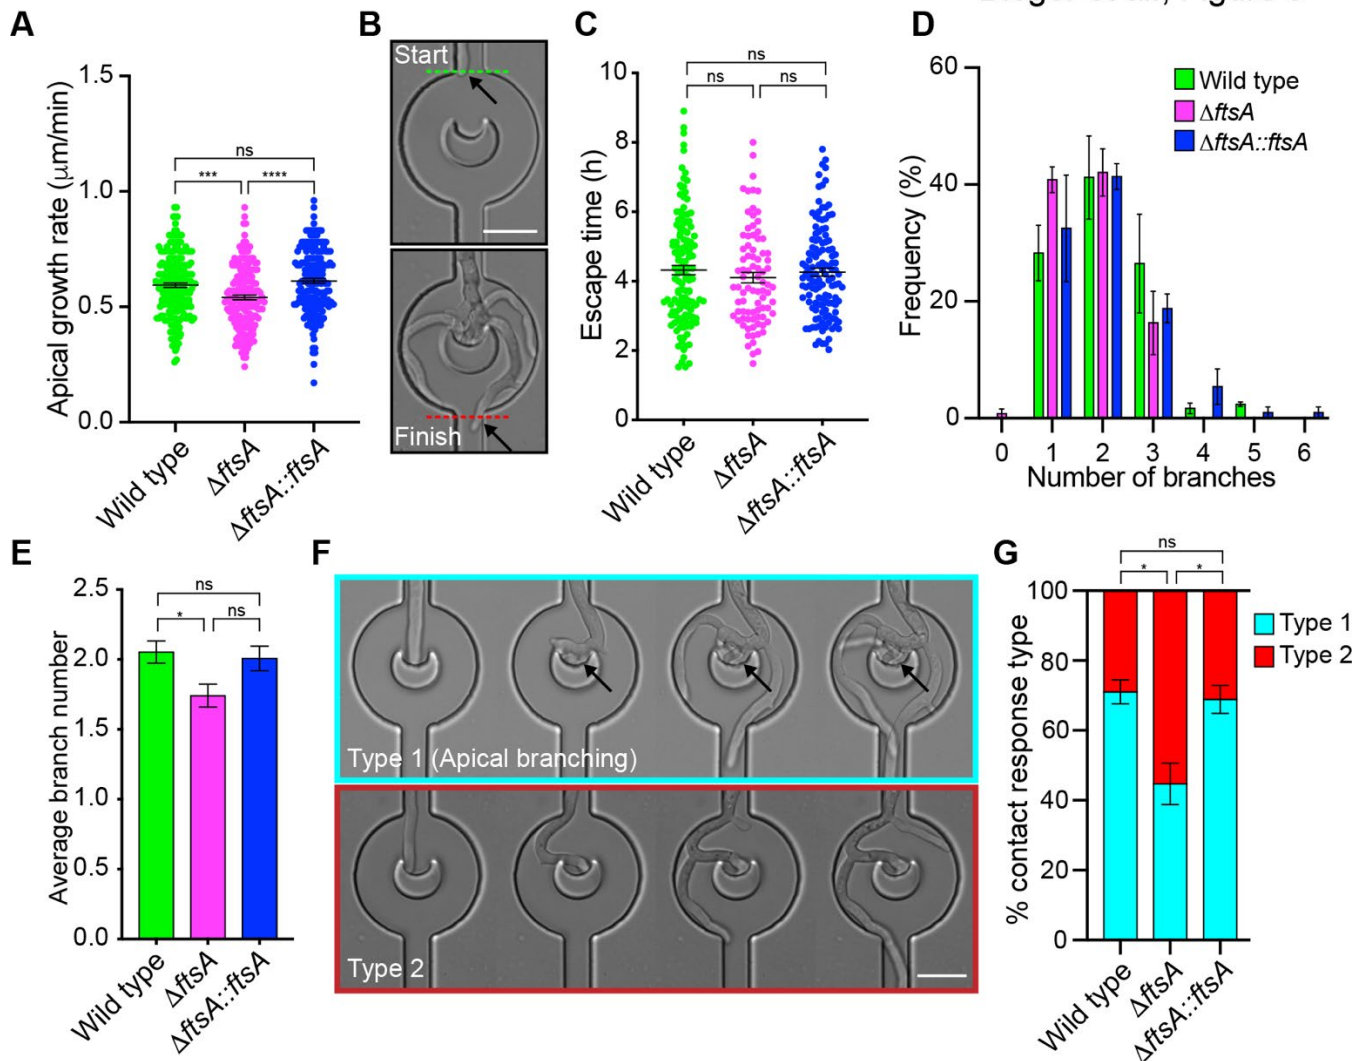 A
Apical growth rate (μm/min)
1.5
1.0
0.5
0.0
ns
***
****
Wild type
ΔftsA
ΔftsA::ftsA
B
Start
Finish
C
Escape time (h)
10
8
6
4
2
0
ns
ns
ns
Wild type
ΔftsA
ΔftsA::ftsA
D
Frequency (%)
60
40
20
0
Wild type
ΔftsA
ΔftsA::ftsA
0 1 2 3 4 5 6
Number of branches
E
Average branch number
2.5
2.0
1.5
1.0
0.5
0.0
ns
*
ns
Wild type
ΔftsA
ΔftsA::ftsA
F
Type 1 (Apical branching)
Type 2
G
% contact response type
100
80
60
40
20
0
ns
*
*
Type 1
Type 2
Wild type
ΔftsA
ΔftsA::ftsA